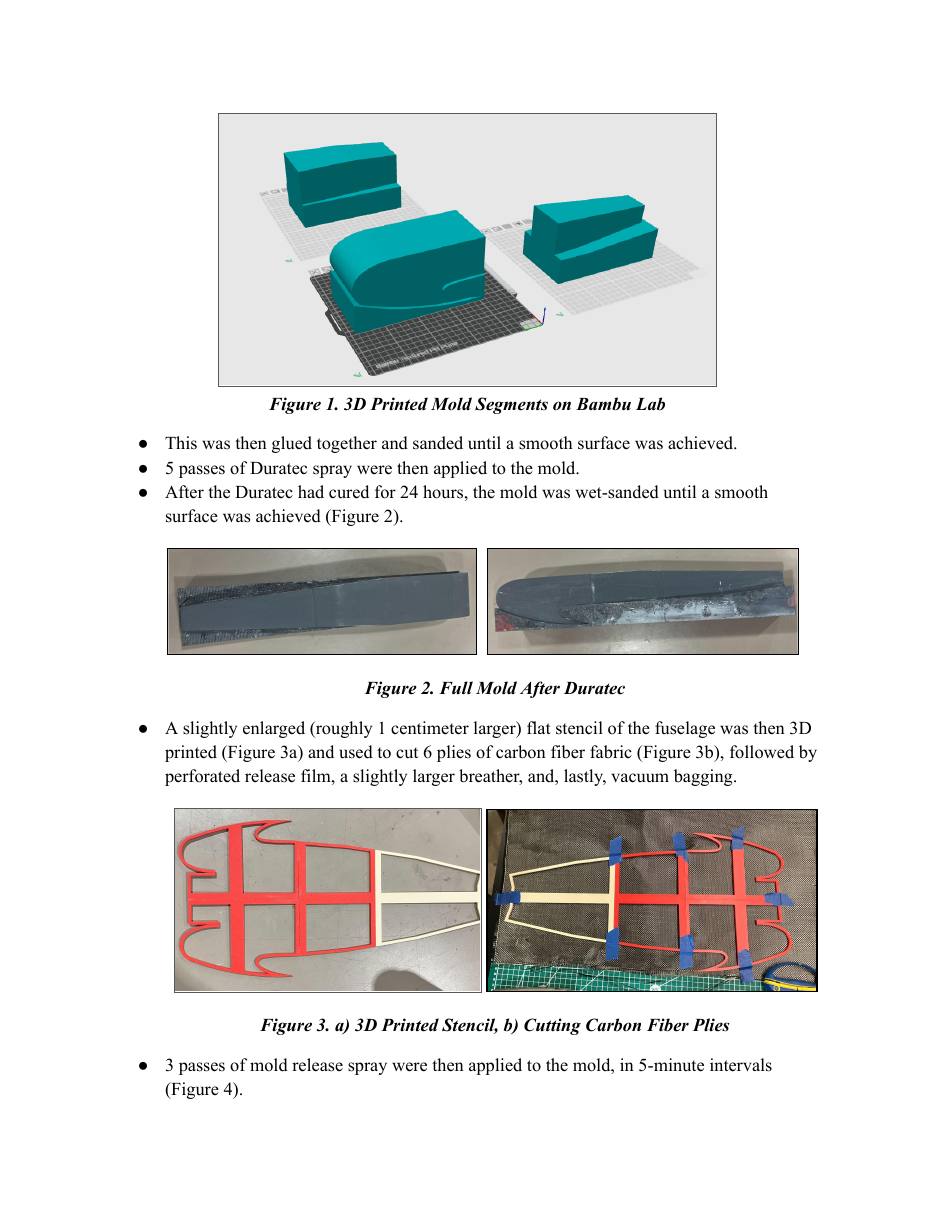 Figure 1. 3D Printed Mold Segments on Bambu Lab
● This was then glued together and sanded until a smooth surface was achieved.
● 5 passes of Duratec spray were then applied to the mold.
● After the Duratec had cured for 24 hours, the mold was wet-sanded until a smooth
surface was achieved (Figure 2).
Figure 2. Full Mold After Duratec
● A slightly enlarged (roughly 1 centimeter larger) flat stencil of the fuselage was then 3D
printed (Figure 3a) and used to cut 6 plies of carbon fiber fabric (Figure 3b), followed by
perforated release film, a slightly larger breather, and, lastly, vacuum bagging.
Figure 3. a) 3D Printed Stencil, b) Cutting Carbon Fiber Plies
● 3 passes of mold release spray were then applied to the mold, in 5-minute intervals
(Figure 4).